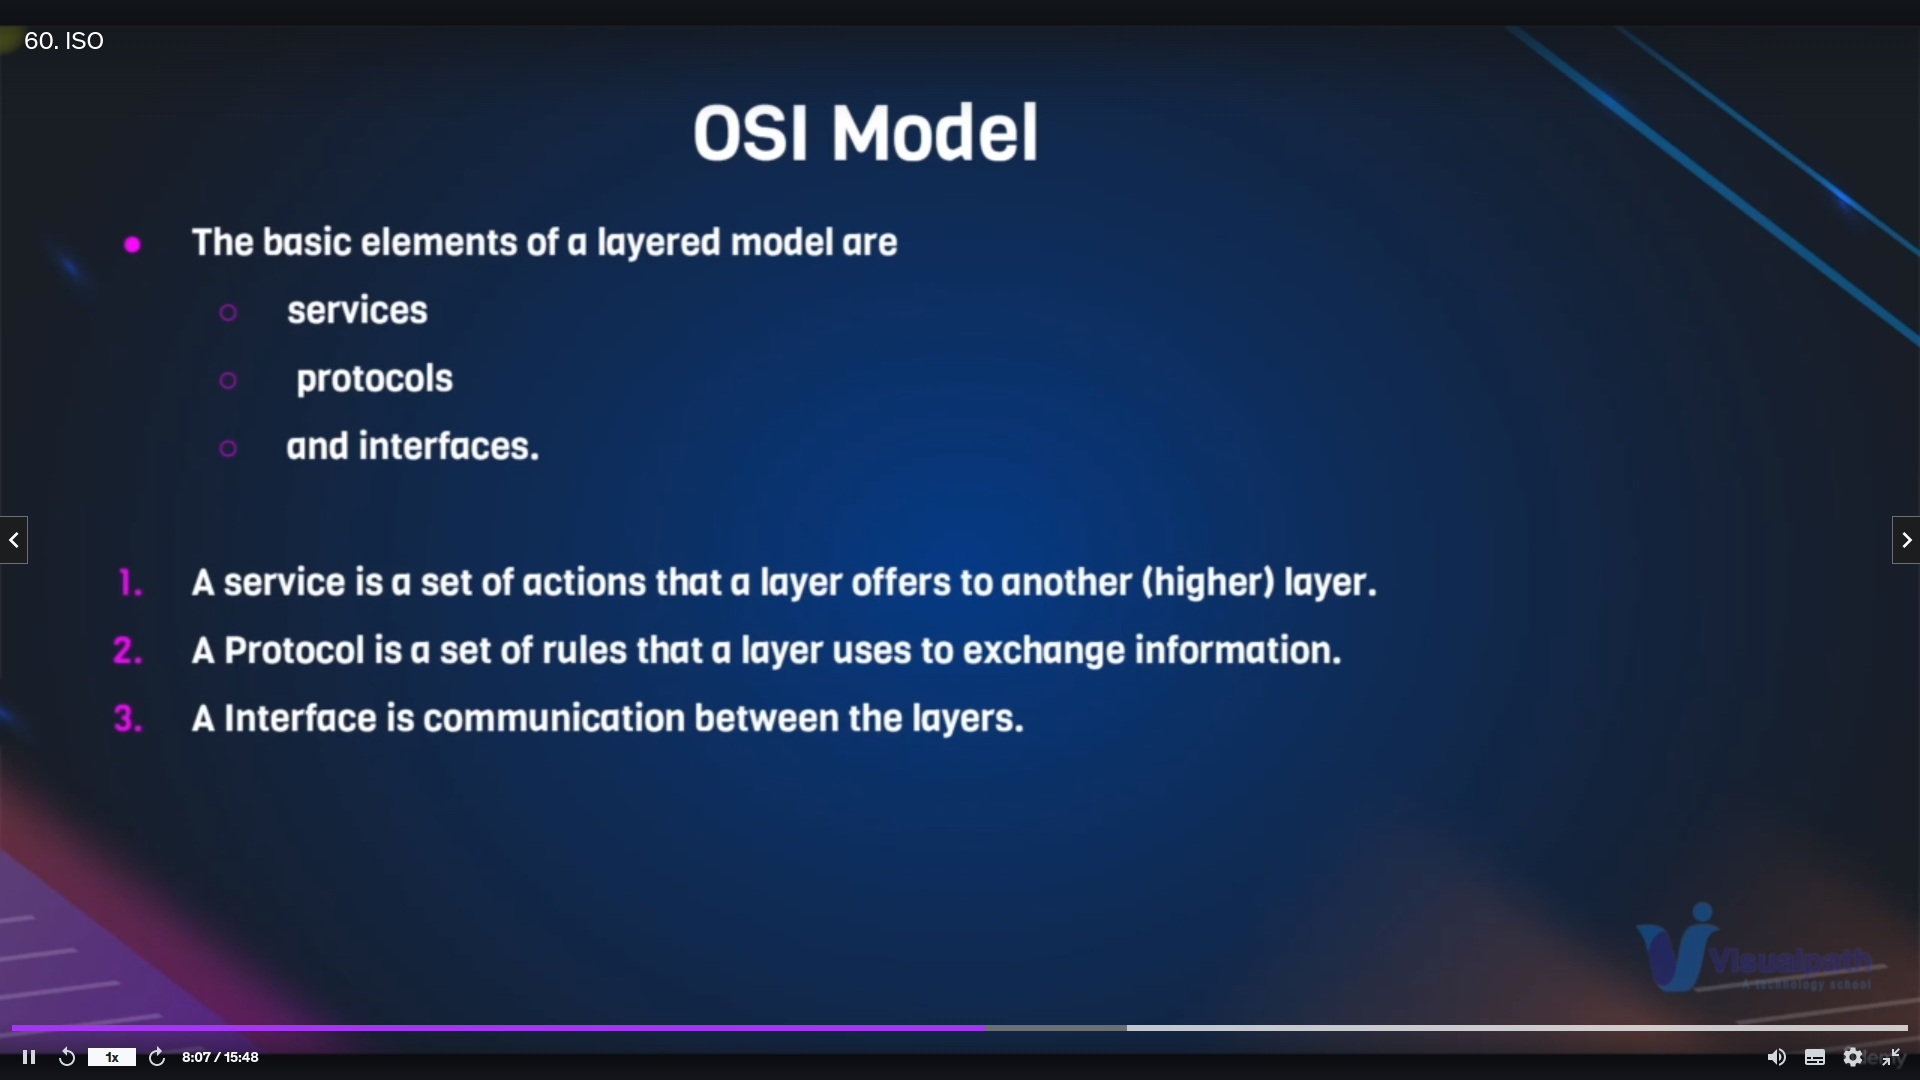 60. ISO
OSI Model
The basic elements of a layered model are
services
protocols
and interfaces.
1. A service is a set of actions that a layer offers to another (higher) layer.
2. A Protocol is a set of rules that a layer uses to exchange information.
3. A Interface is communication between the layers.
Visualpath
A technology school
1x
8:07 / 15:48